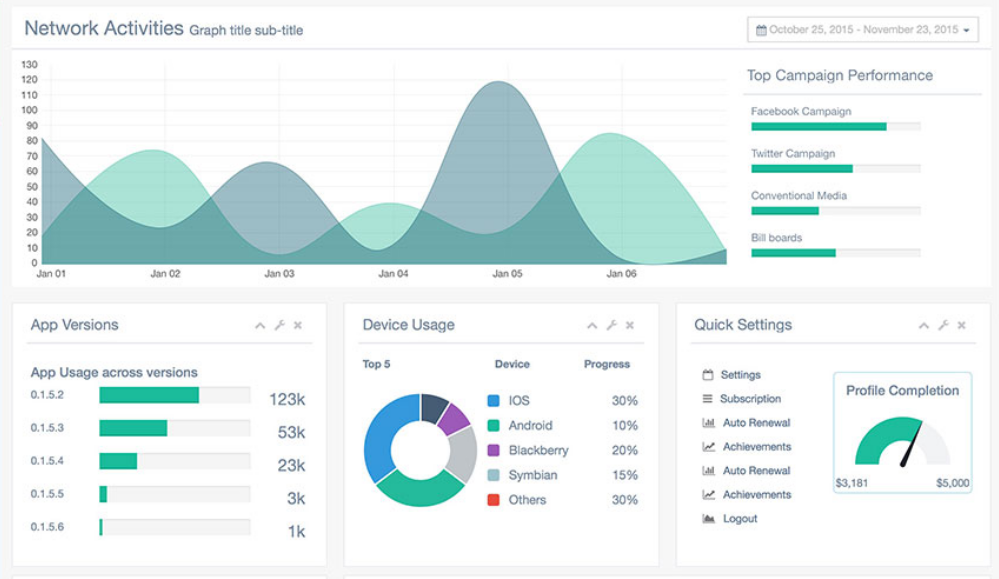 Network Activities Graph title sub-title
October 25, 2015 - November 23, 2015
130
120
110
100
90
80
70
60
50
40
30
20
10
0
Jan 01 Jan 02 Jan 03 Jan 04 Jan 05 Jan 06
Top Campaign Performance
Facebook Campaign
Twitter Campaign
Conventional Media
Bill boards
App Versions
App Usage across versions
0.1.5.2 123k
0.1.5.3 53k
0.1.5.4 23k
0.1.5.5 3k
0.1.5.6 1k
Device Usage
Top 5 Device Progress
IOS 30%
Android 10%
Blackberry 20%
Symbian 15%
Others 30%
Quick Settings
Settings
Subscription
Auto Renewal
Achievements
Auto Renewal
Achievements
Logout
Profile Completion
$3,181 $5,000